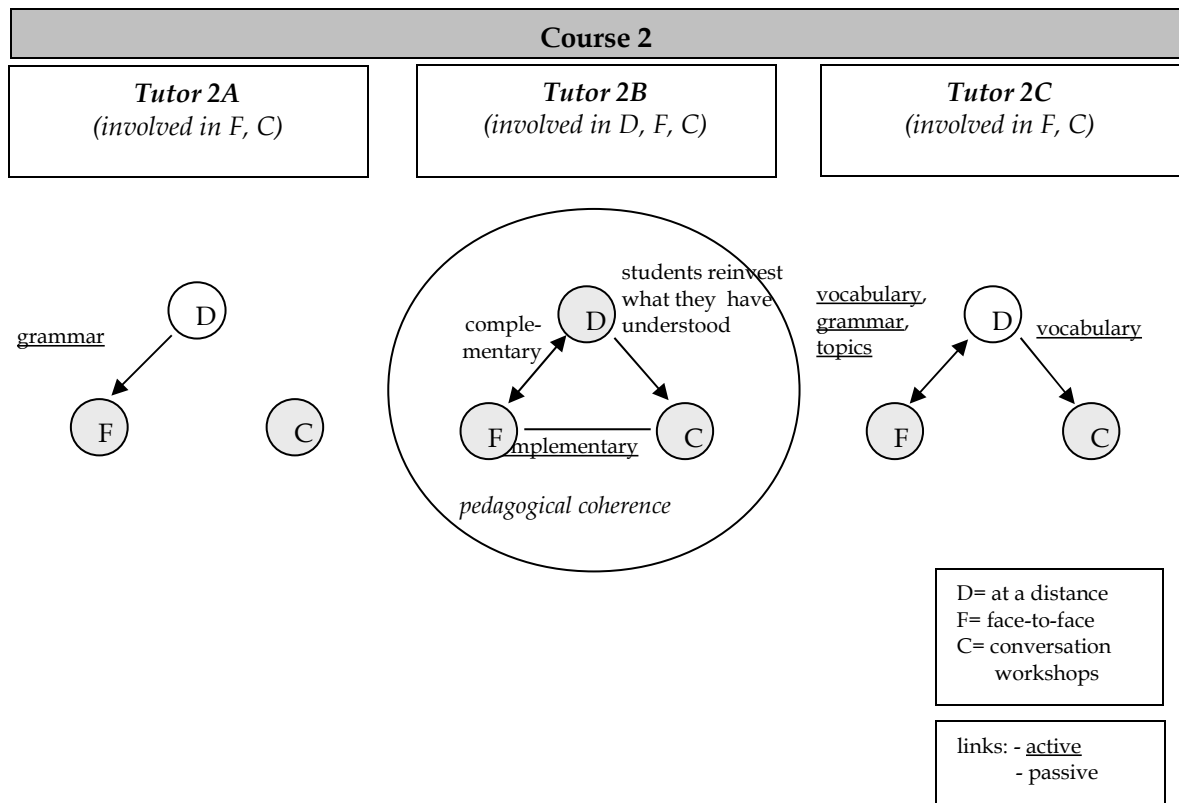 Course 2
Tutor 2A
(involved in F, C)
Tutor 2B
(involved in D, F, C)
Tutor 2C
(involved in F, C)
grammar
D
F
C
comple-
mentary
students reinvest
what they have
understood
D
F
C
mplementary
pedagogical coherence
vocabulary,
grammar,
topics
D
vocabulary
F
C
D= at a distance
F= face-to-face
C= conversation
workshops
links: - active
- passive